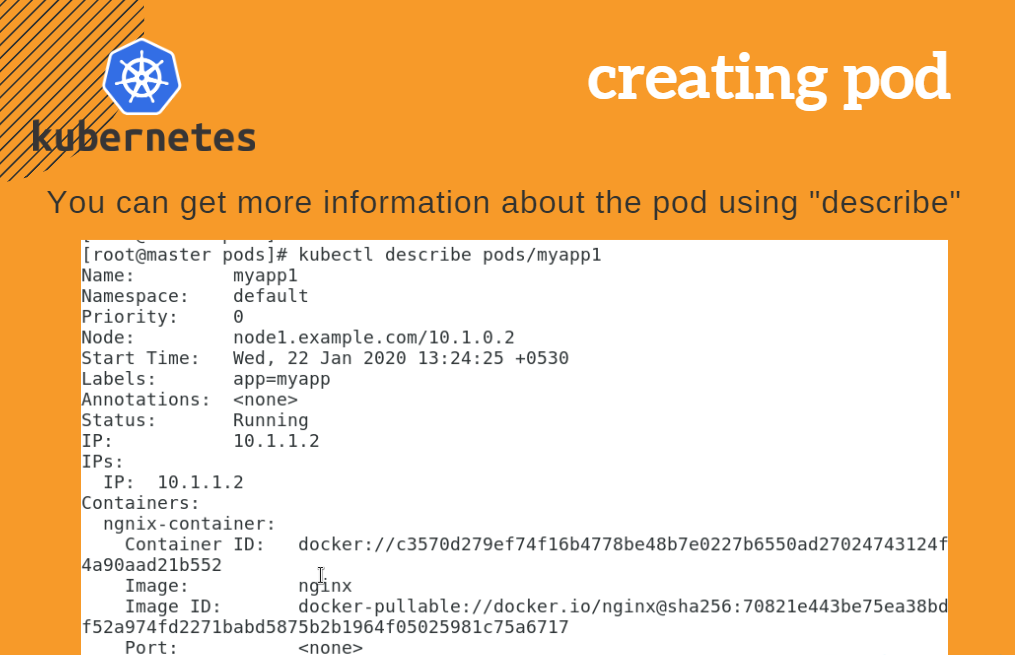 kubernetes
creating pod
You can get more information about the pod using "describe"
[root@master pods]# kubectl describe pods/myapp1
Name:         myapp1
Namespace:    default
Priority:     0
Node:         node1.example.com/10.1.0.2
Start Time:   Wed, 22 Jan 2020 13:24:25 +0530
Labels:       app=myapp
Annotations:  <none>
Status:       Running
IP:           10.1.1.2
IPs:
  IP:  10.1.1.2
Containers:
  ngnix-container:
    Container ID:   docker://c3570d279ef74f16b4778be48b7e0227b6550ad27024743124f
4a90aad21b552
    Image:          nginx
    Image ID:       docker-pullable://docker.io/nginx@sha256:70821e443be75ea38bd
f52a974fd2271babd5875b2b1964f05025981c75a6717
    Port:           <none>